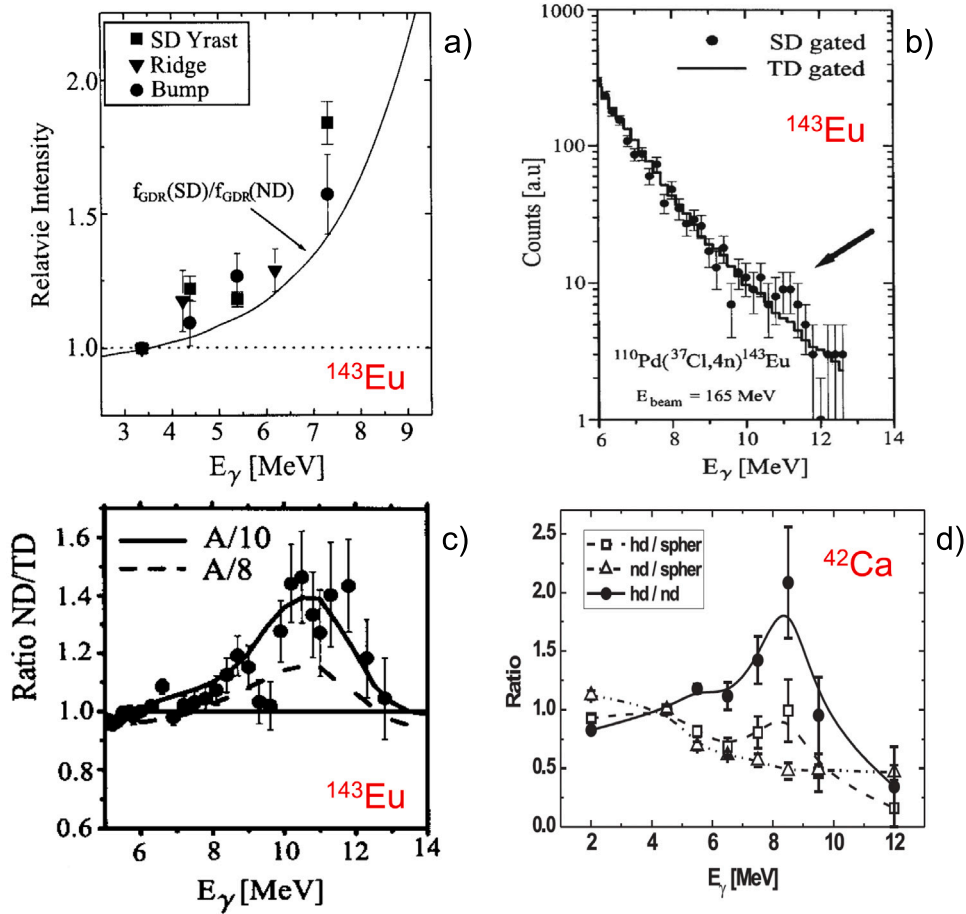 a)
SD Yrast
Ridge
Bump
2.0
1.5
1.0
Relatvie Intensity
f_GDR(SD)/f_GDR(ND)
¹⁴³Eu
3 4 5 6 7 8 9
E_γ [MeV]
b)
SD gated
TD gated
¹⁴³Eu
1000
100
10
1
Counts [a.u]
¹¹⁰Pd(³⁷Cl,4n)¹⁴³Eu
E_beam = 165 MeV
6 8 10 12 14
E_γ [MeV]
c)
A/10
A/8
1.6
1.4
1.2
1.0
0.8
0.6
Ratio ND/TD
¹⁴³Eu
6 8 10 12 14
E_γ [MeV]
d)
hd / spher
nd / spher
hd / nd
⁴²Ca
2.5
2.0
1.5
1.0
0.5
0.0
Ratio
2 4 6 8 10 12
E_γ [MeV]